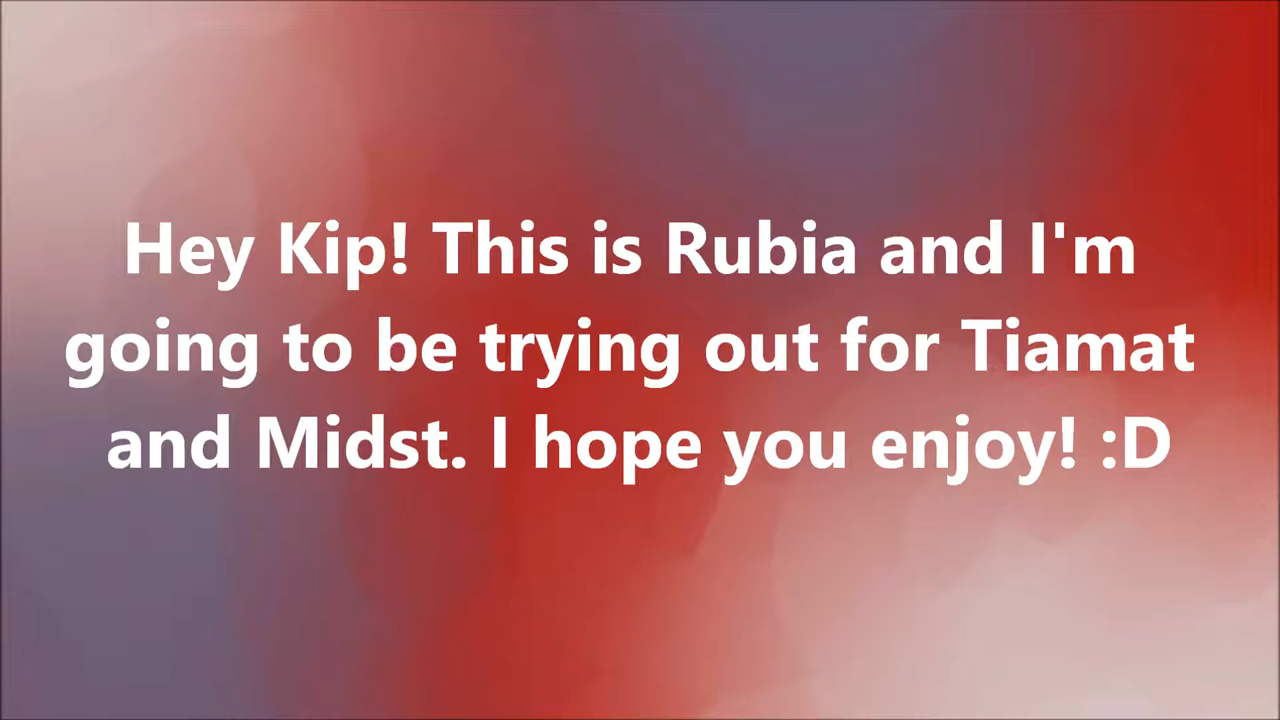 Hey Kip! This is Rubia and I'm
going to be trying out for Tiamat
and Midst. I hope you enjoy! :D